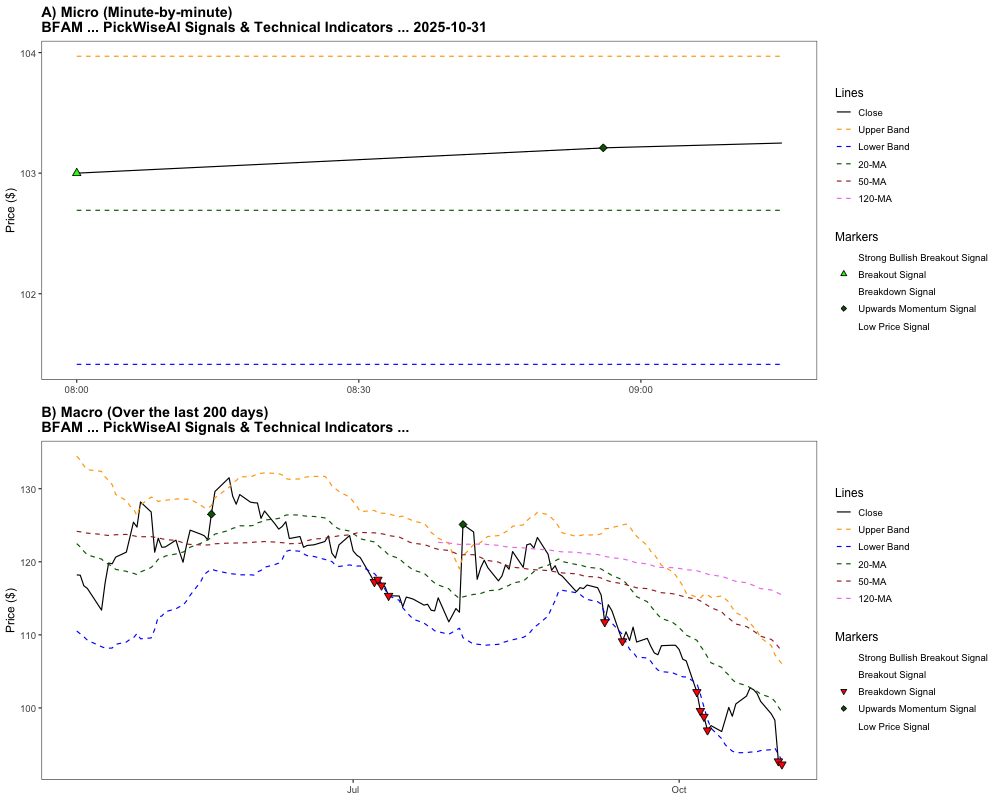 A) Micro (Minute-by-minute)
BFAM ... PickWiseAI Signals & Technical Indicators ... 2025-10-31
Price ($)
104
103
102
08:00
08:30
09:00
Lines
Close
Upper Band
Lower Band
20-MA
50-MA
120-MA
Markers
Strong Bullish Breakout Signal
Breakout Signal
Breakdown Signal
Upwards Momentum Signal
Low Price Signal
B) Macro (Over the last 200 days)
BFAM ... PickWiseAI Signals & Technical Indicators ...
Price ($)
130
120
110
100
Jul
Oct
Lines
Close
Upper Band
Lower Band
20-MA
50-MA
120-MA
Markers
Strong Bullish Breakout Signal
Breakout Signal
Breakdown Signal
Upwards Momentum Signal
Low Price Signal